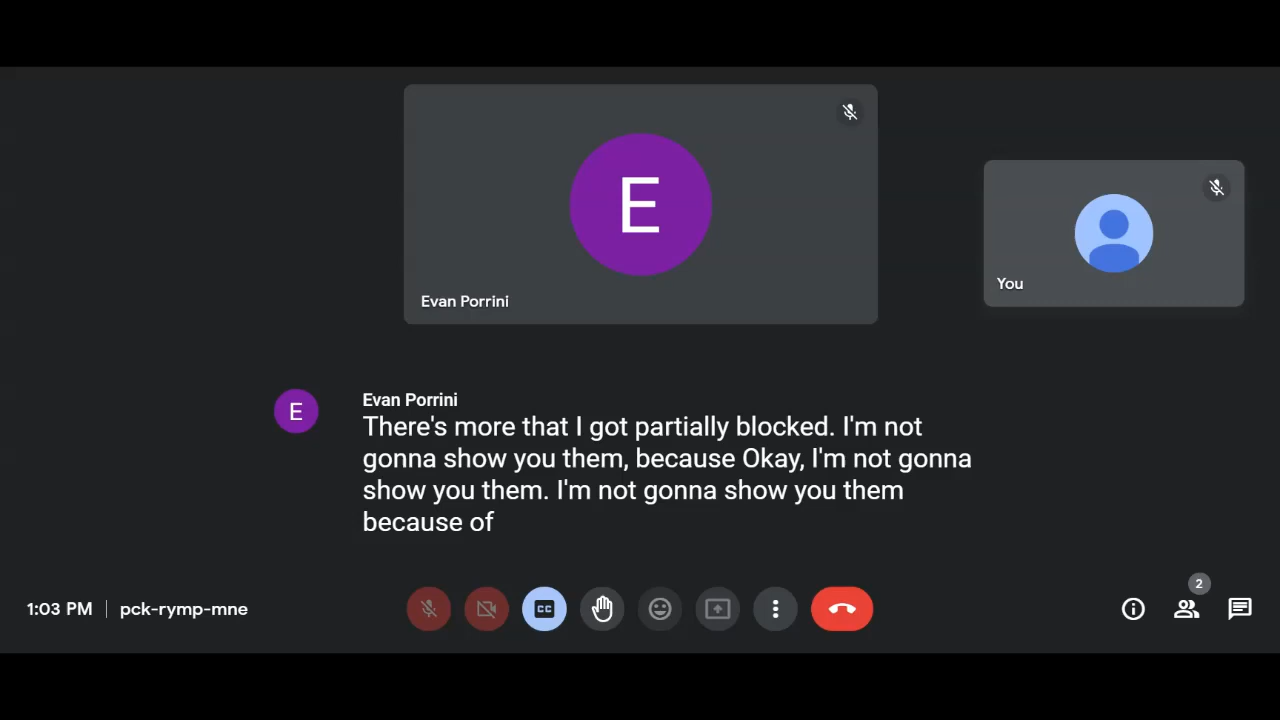 E
Evan Porrini
You
E
Evan Porrini
There's more that I got partially blocked. I'm not
gonna show you them, because Okay, I'm not gonna
show you them. I'm not gonna show you them
because of
2
1:03 PM | pck-rymp-mne
CC